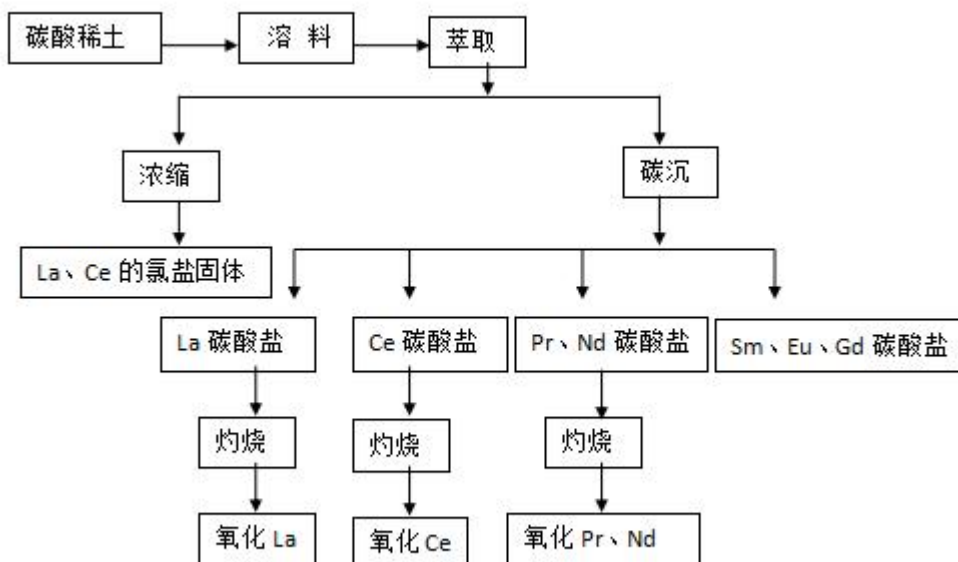 碳酸稀土
溶 料
萃取
浓缩
碳沉
La、Ce 的氯盐固体
La 碳酸盐
Ce 碳酸盐
Pr、Nd 碳酸盐
Sm、Eu、Gd 碳酸盐
灼烧
灼烧
灼烧
氧化 La
氧化 Ce
氧化 Pr、Nd